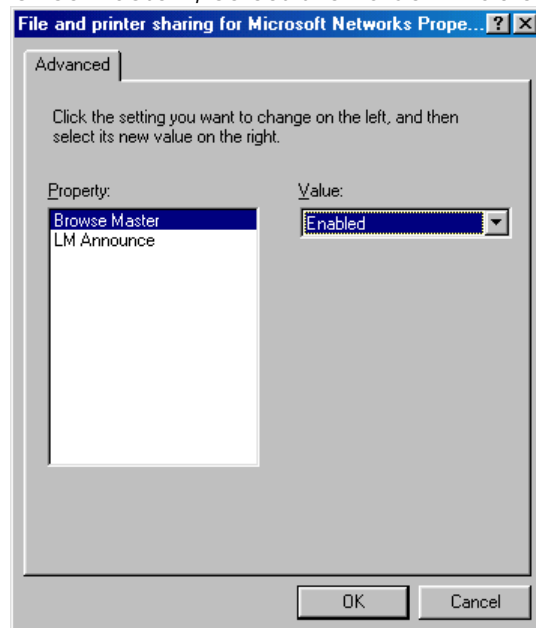 File and printer sharing for Microsoft Networks Prope... ? X
Advanced
Click the setting you want to change on the left, and then
select its new value on the right.
Property: Value:
Browse Master Enabled
LM Announce
OK Cancel